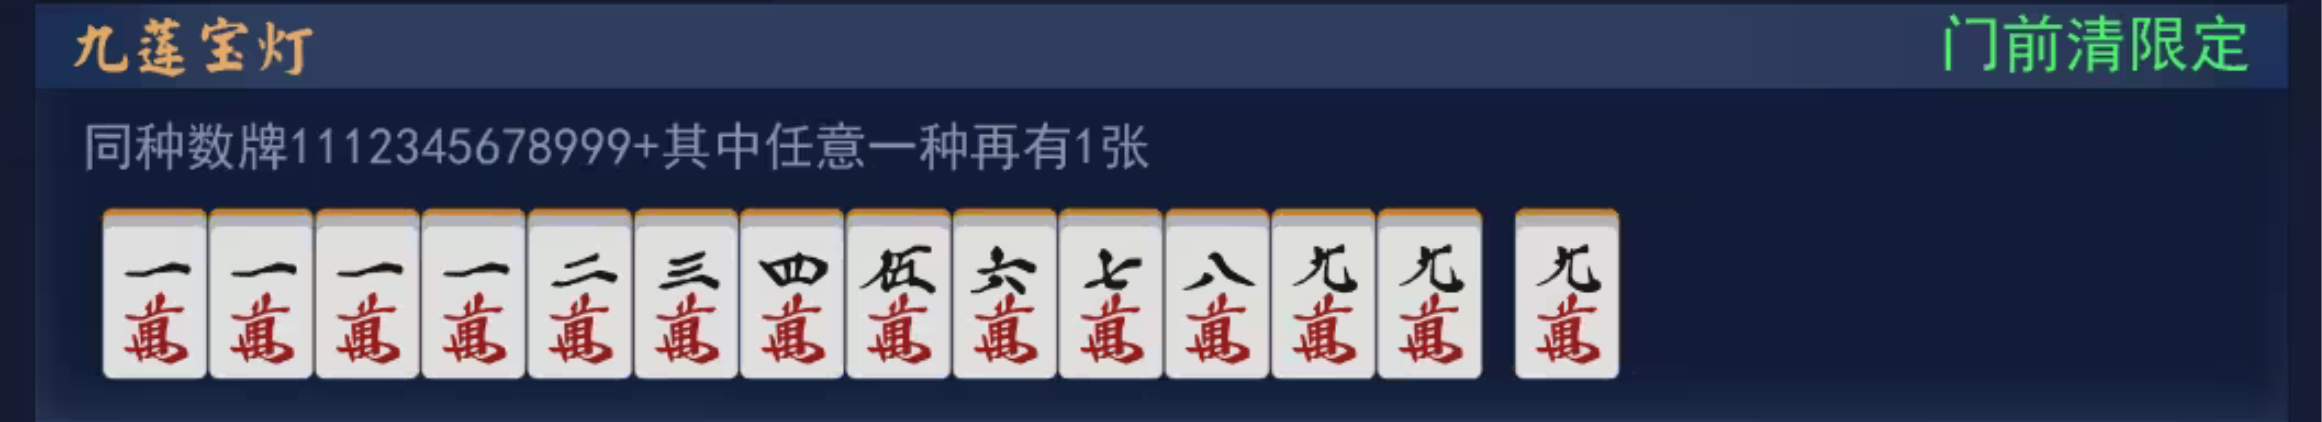 九莲宝灯
门前清限定
同种数牌1112345678999+其中任意一种再有1张
一萬 一萬 一萬 一萬 二萬 三萬 四萬 伍萬 六萬 七萬 八萬 九萬 九萬 九萬